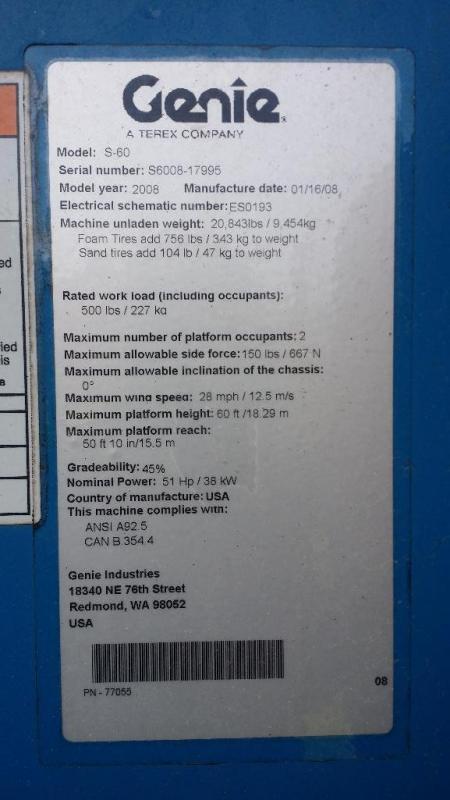 Genie
A TEREX COMPANY
Model: S-60
Serial number: S6008-17995
Model year: 2008 Manufacture date: 01/16/08
Electrical schematic number: ES0193
Machine unladen weight: 20,843lbs / 9,454kg
Foam Tires add 756 lbs / 343 kg to weight
Sand tires add 104 lb / 47 kg to weight
Rated work load (including occupants):
500 lbs / 227 kg
Maximum number of platform occupants: 2
Maximum allowable side force: 150 lbs / 667 N
Maximum allowable inclination of the chassis:
0°
Maximum wind speed: 28 mph / 12.5 m/s
Maximum platform height: 60 ft /18.29 m
Maximum platform reach:
50 ft 10 in/15.5 m
Gradeability: 45%
Nominal Power: 51 Hp / 38 kW
Country of manufacture: USA
This machine complies with:
ANSI A92.5
CAN B 354.4
Genie Industries
18340 NE 76th Street
Redmond, WA 98052
USA
PN - 77055
08
is